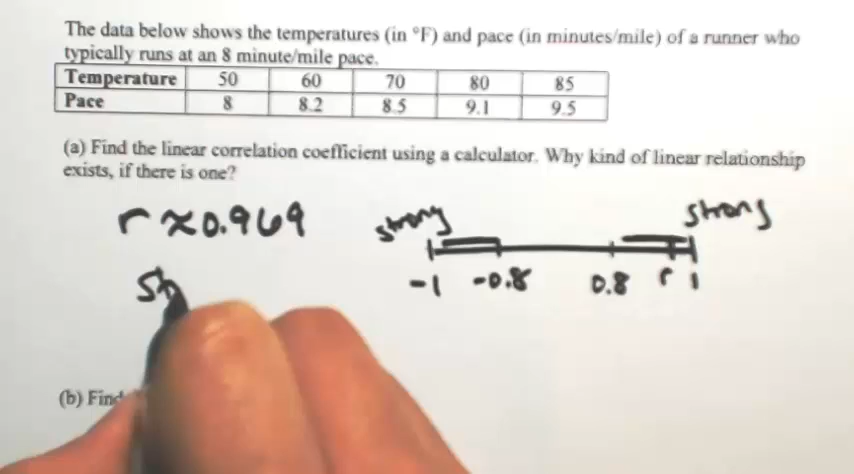 The data below shows the temperatures (in °F) and pace (in minutes/mile) of a runner who
typically runs at an 8 minute/mile pace.
Temperature 50 60 70 80 85
Pace 8 8.2 8.5 9.1 9.5
(a) Find the linear correlation coefficient using a calculator. Why kind of linear relationship
exists, if there is one?
r ≈ 0.969
strong strong
-1 -0.8 0.8 r 1
(b) Find